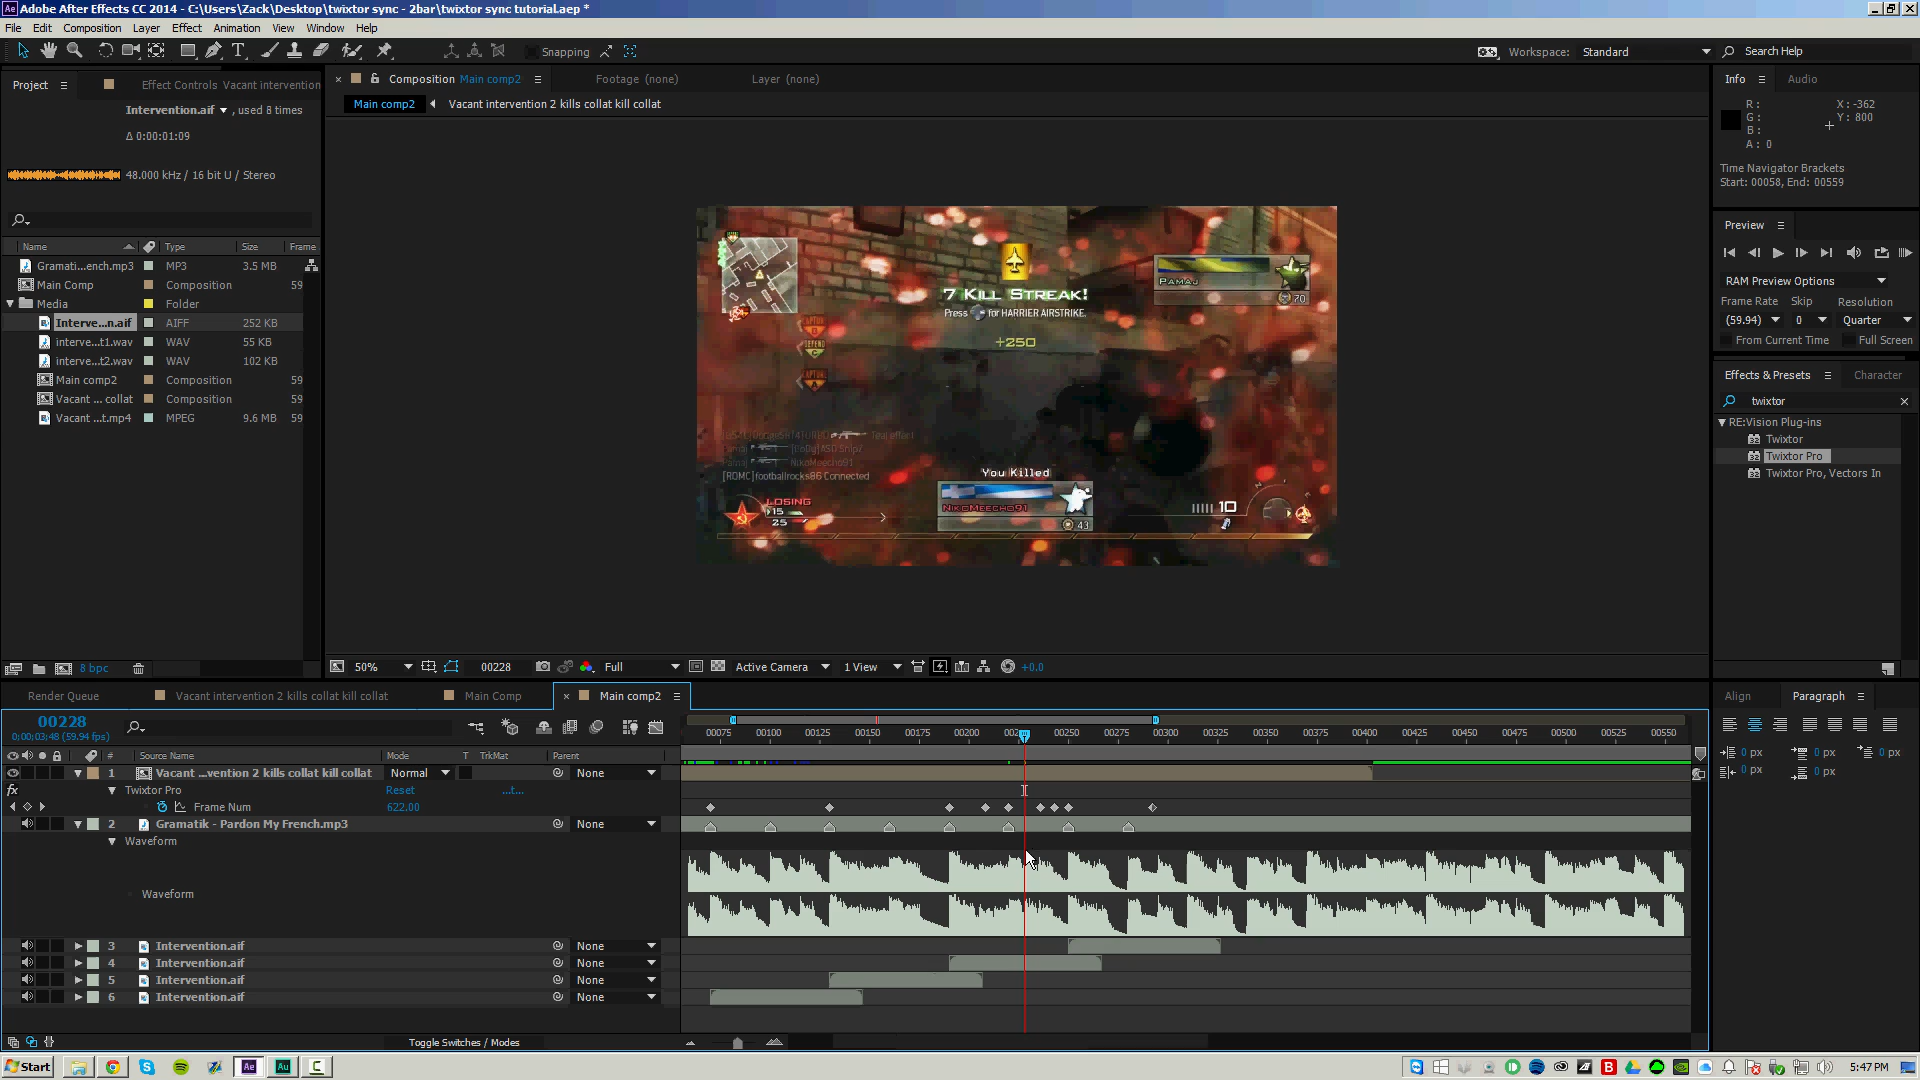 Adobe After Effects CC 2014 - C:\Users\Zack\Desktop\twixtor sync - 2bar\twixtor sync tutorial.aep *
File Edit Composition Layer Effect Animation View Window Help
Snapping
Workspace: Standard
Search Help
Project
Effect Controls Vacant intervention
Intervention.aif , used 8 times
Δ 0:00:01:09
48.000 kHz / 16 bit U / Stereo
Name Type Size Frame
Gramati...ench.mp3 MP3 3.5 MB
Main Comp Composition 59
Media Folder
Interve...n.aif AIFF 252 KB
interve...t1.wav WAV 55 KB
interve...t2.wav WAV 102 KB
Main comp2 Composition 59
Vacant ... collat Composition 59
Vacant ...t.mp4 MPEG 9.6 MB 59
8 bpc
Composition Main comp2
Footage (none)
Layer (none)
Main comp2
Vacant intervention 2 kills collat kill collat
7 Kill Streak!
Press for HARRIER AIRSTRIKE.
+250
PamAj
70
DEFEND
[ROMC]footballrocks86 Connected
You Killed
NikoMeecho91
43
LOSING
15
25
10
50% 00228 Full Active Camera 1 View +0.0
Info Audio
R :
G :
B :
A : 0
X : -362
Y : 800
Time Navigator Brackets
Start: 00058, End: 00559
Preview
RAM Preview Options
Frame Rate Skip Resolution
(59.94) 0 Quarter
From Current Time Full Screen
Effects & Presets Character
twixtor
RE:Vision Plug-ins
Twixtor
Twixtor Pro
Twixtor Pro, Vectors In
Align Paragraph
0 px 0 px 0 px
0 px 0 px
Render Queue
Vacant intervention 2 kills collat kill collat
Main Comp
Main comp2
00228
0:00:03:48 (59.94 fps)
# Source Name Mode T TrkMat Parent
00075 00100 00125 00150 00175 00200 00250 00275 00300 00325 00350 00375 00400 00425 00450 00475 00500 00525 00550
1 Vacant ...vention 2 kills collat kill collat Normal None
fx Twixtor Pro Reset ...t...
Frame Num 622.00
2 Gramatik - Pardon My French.mp3 None
Waveform
Waveform
3 Intervention.aif None
4 Intervention.aif None
5 Intervention.aif None
6 Intervention.aif None
Toggle Switches / Modes
Start
Ae
Au
5:47 PM